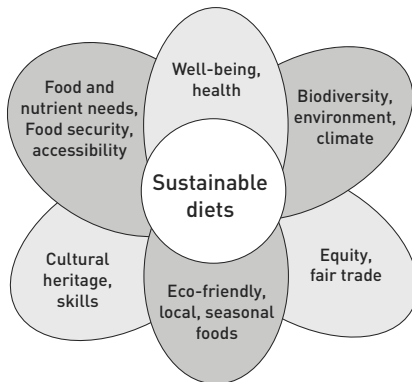 Well-being,
health
Food and
nutrient needs,
Food security,
accessibility
Biodiversity,
environment,
climate
Sustainable
diets
Cultural
heritage,
skills
Equity,
fair trade
Eco-friendly,
local, seasonal
foods